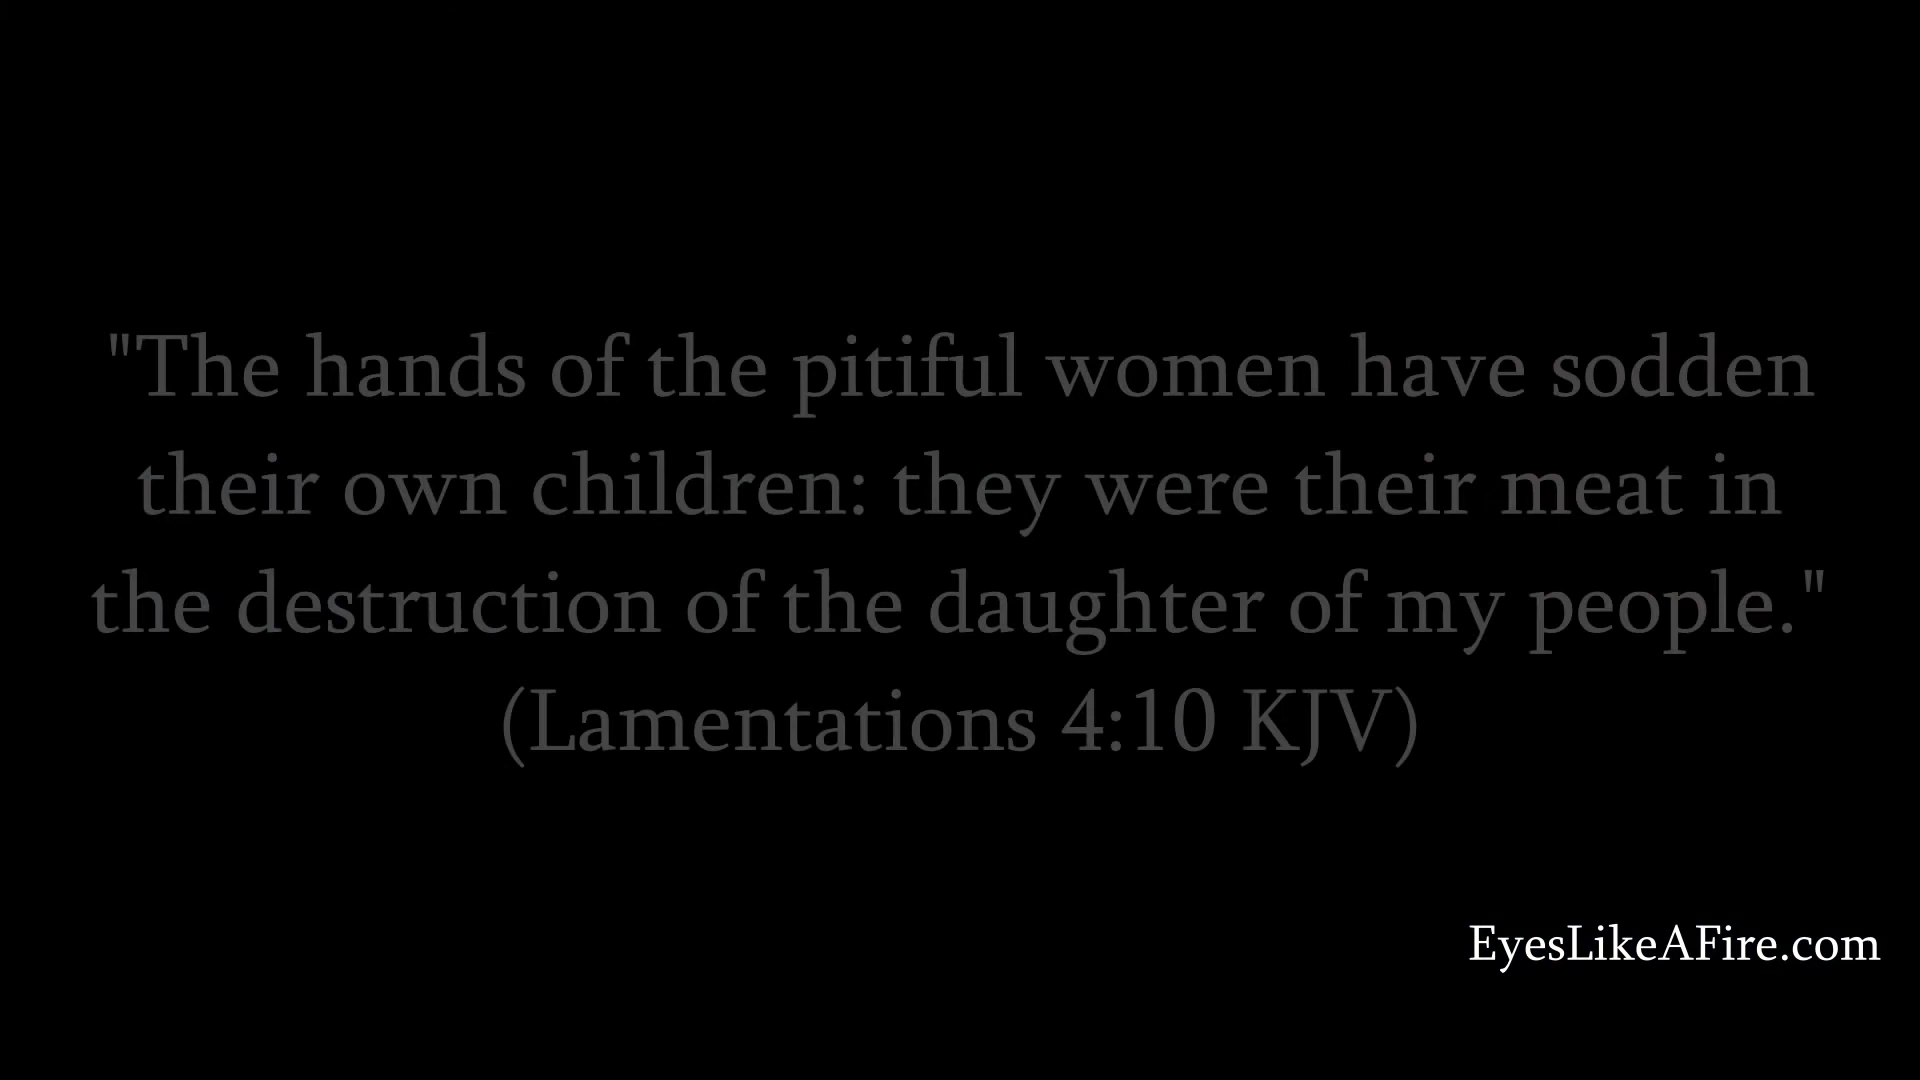 "The hands of the pitiful women have sodden
their own children: they were their meat in
the destruction of the daughter of my people."
(Lamentations 4:10 KJV)
EyesLikeAFire.com